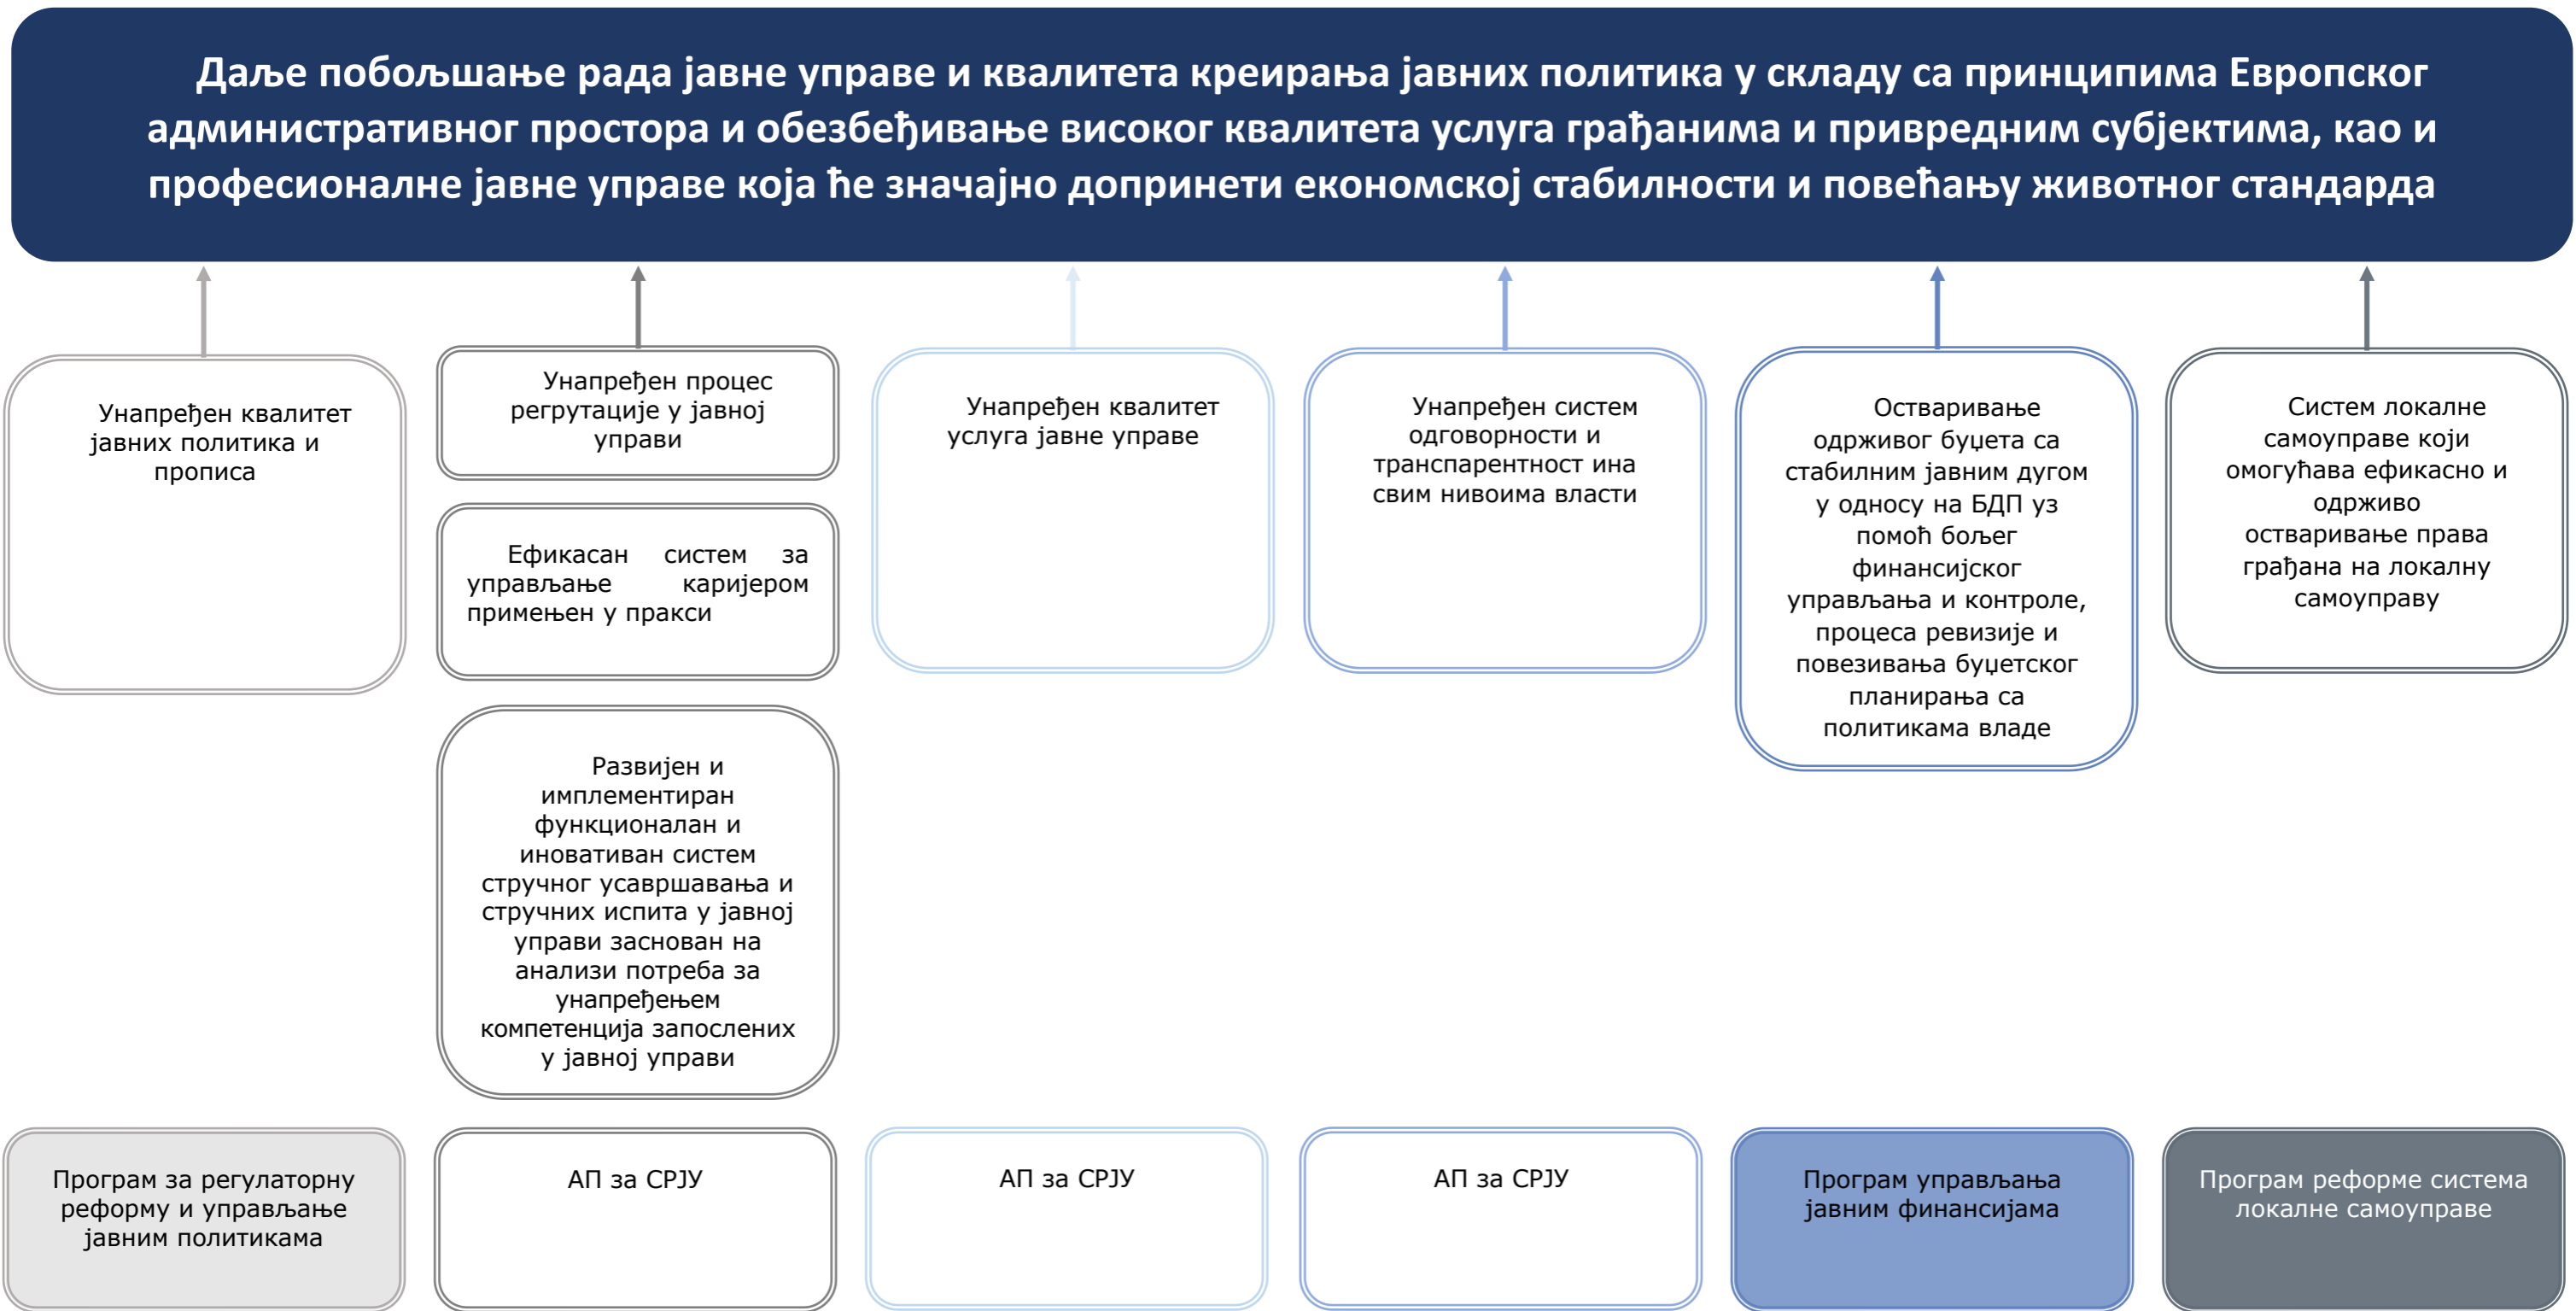 Даље побољшање рада јавне управе и квалитета креирања јавних политика у складу са принципима Европског
административног простора и обезбеђивање високог квалитета услуга грађанима и привредним субјектима, као и
професионалне јавне управе која ће значајно допринети економској стабилности и повећању животног стандарда
Унапређен квалитет
јавних политика и
прописа
Унапређен процес
регрутације у јавној
управи
Ефикасан систем за
управљање каријером
примењен у пракси
Развијен и
имплементиран
функционалан и
иновативан систем
стручног усавршавања и
стручних испита у јавној
управи заснован на
анализи потреба за
унапређењем
компетенција запослених
у јавној управи
Унапређен квалитет
услуга јавне управе
Унапређен систем
одговорности и
транспарентност ина
свим нивоима власти
Остваривање
одрживог буџета са
стабилним јавним дугом
у односу на БДП уз
помоћ бољег
финансијског
управљања и контроле,
процеса ревизије и
повезивања буџетског
планирања са
политикама владе
Систем локалне
самоуправе који
омогућава ефикасно и
одрживо
остваривање права
грађана на локалну
самоуправу
Програм за регулаторну
реформу и управљање
јавним политикама
АП за СРЈУ
АП за СРЈУ
АП за СРЈУ
Програм управљања
јавним финансијама
Програм реформе система
локалне самоуправе